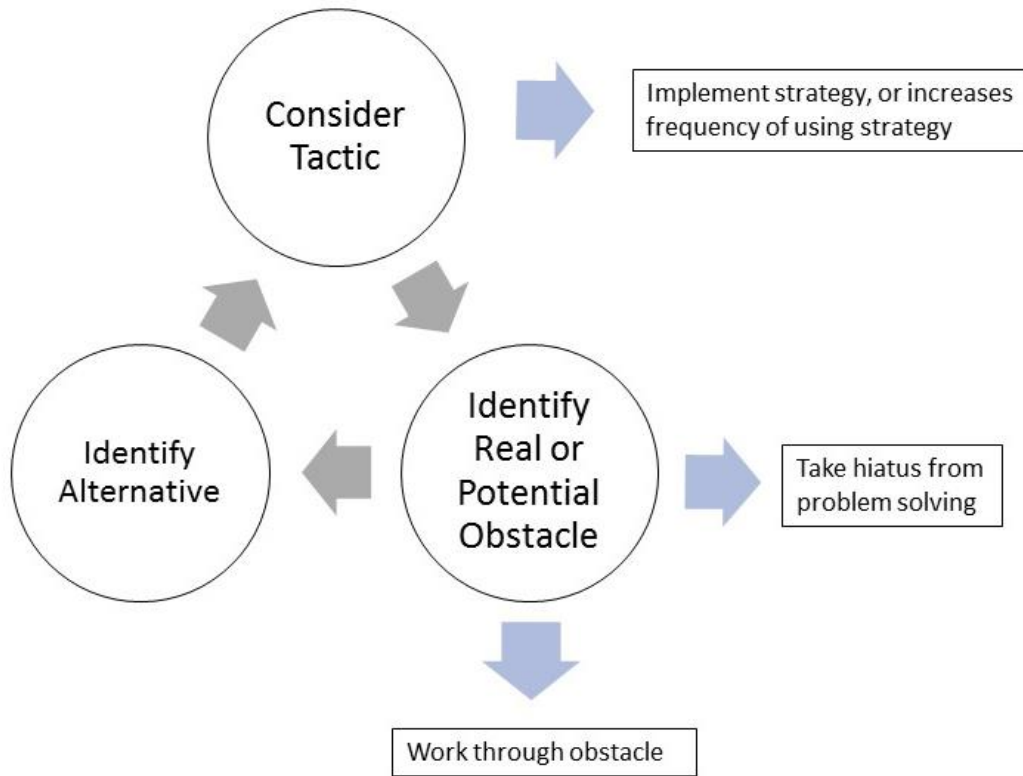 Consider
Tactic
Implement strategy, or increases
frequency of using strategy
Identify
Alternative
Identify
Real or
Potential
Obstacle
Take hiatus from
problem solving
Work through obstacle